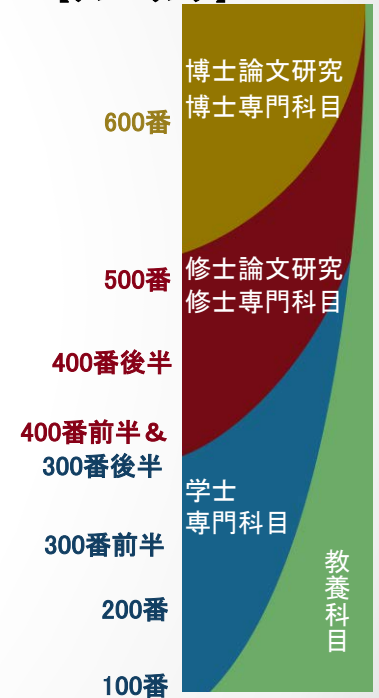 博士論文研究
博士専門科目
600番
修士論文研究
500番
修士専門科目
400番後半
400番前半＆
300番後半
学士
専門科目
300番前半
教養科目
200番
100番